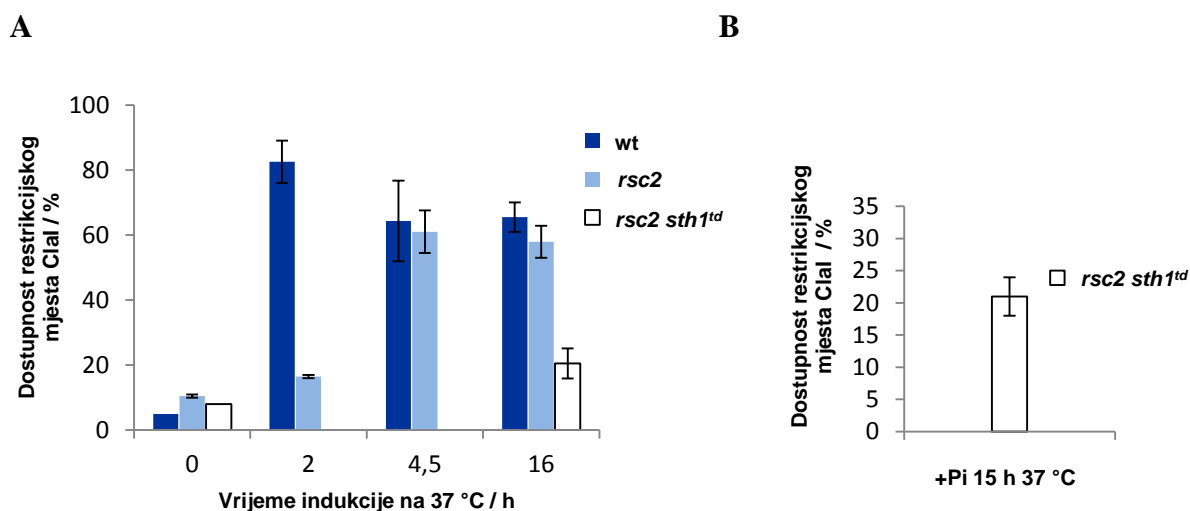 A
B
Dostupnost restrikcijskog
mjesta ClaI / %
100
80
60
40
20
0
0
2
4,5
16
Vrijeme indukcije na 37 °C / h
wt
rsc2
rsc2 sth1td
Dostupnost restrikcijskog
mjesta ClaI / %
35
30
25
20
15
10
5
0
+Pi 15 h 37 °C
rsc2 sth1td